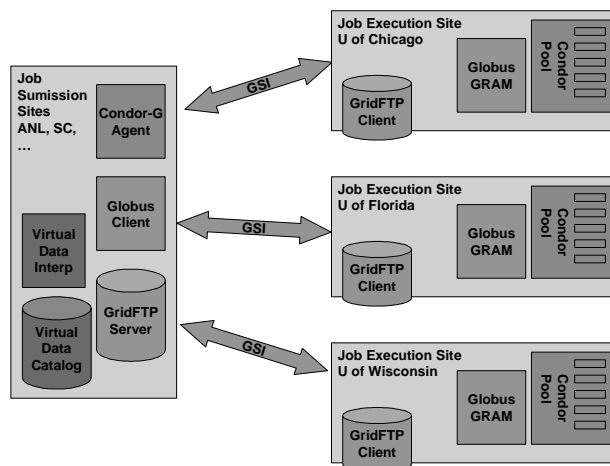 Job
Sumission
Sites
ANL, SC,
…
Condor-G
Agent
Globus
Client
Virtual
Data
Interp
GridFTP
Server
Virtual
Data
Catalog
GSI
GSI
GSI
Job Execution Site
U of Chicago
GridFTP
Client
Globus
GRAM
Condor
Pool
Job Execution Site
U of Florida
GridFTP
Client
Globus
GRAM
Condor
Pool
Job Execution Site
U of Wisconsin
GridFTP
Client
Globus
GRAM
Condor
Pool